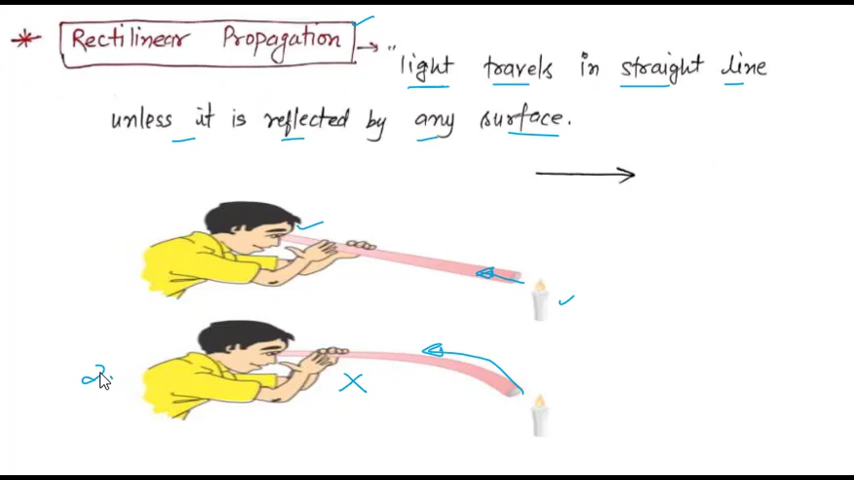 * Rectilinear Propagation → "light travels in straight line
unless it is reflected by any surface.